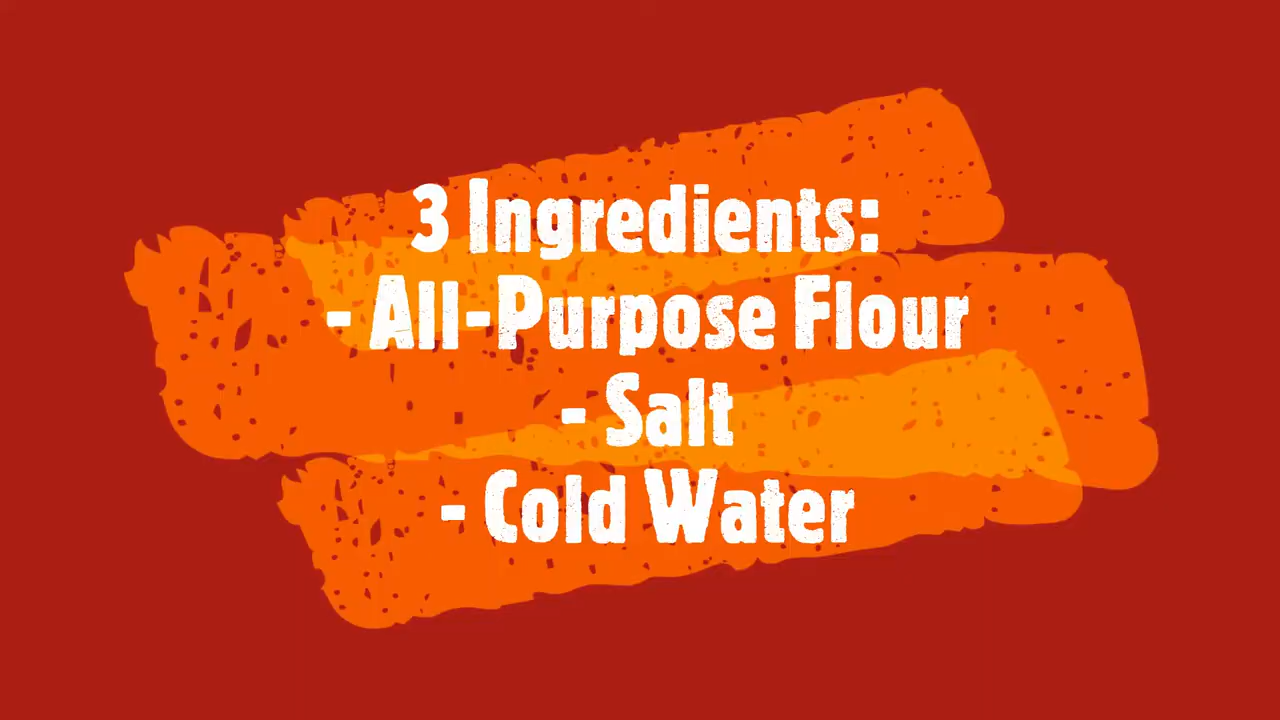 3 Ingredients:
- All-Purpose Flour
- Salt
- Cold Water